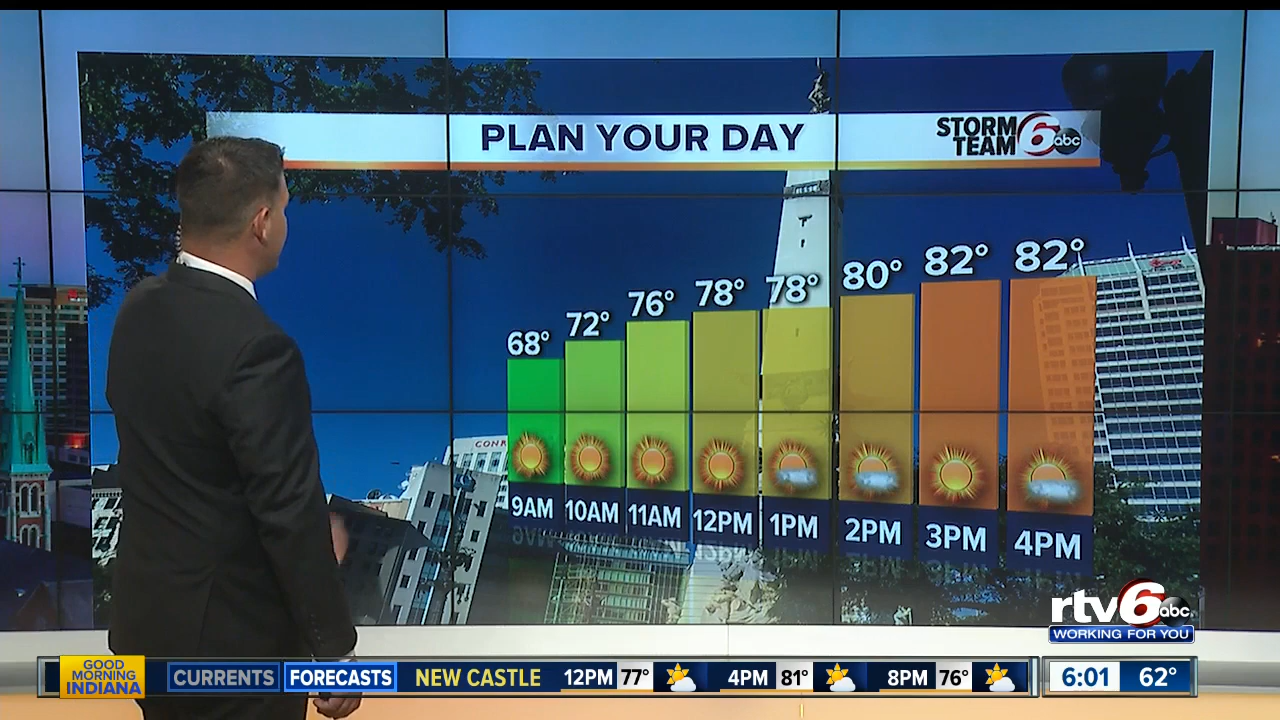 PLAN YOUR DAY
STORM
TEAM
6
abc
68° 72° 76° 78° 78° 80° 82° 82°
9AM 10AM 11AM 12PM 1PM 2PM 3PM 4PM
rtv6 abc
WORKING FOR YOU
GOOD
MORNING
INDIANA
CURRENTS FORECASTS NEW CASTLE 12PM 77° 4PM 81° 8PM 76° 6:01 62°